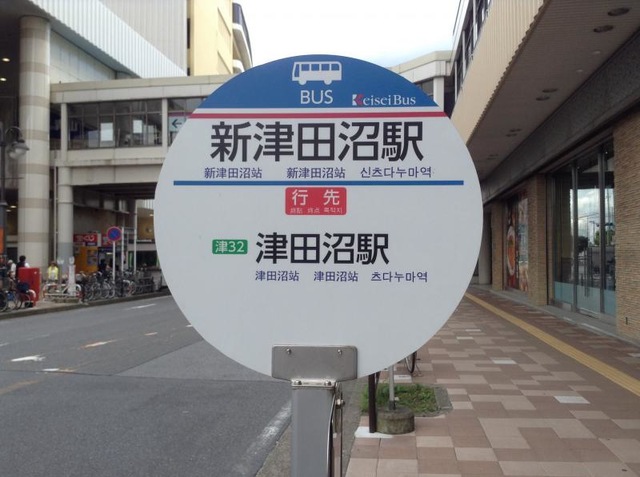 BUS KeiseiBus
新津田沼駅
新津田沼站 新津田沼站 신츠다누마역
行先
津32 津田沼駅
津田沼站 津田沼站 츠다누마역